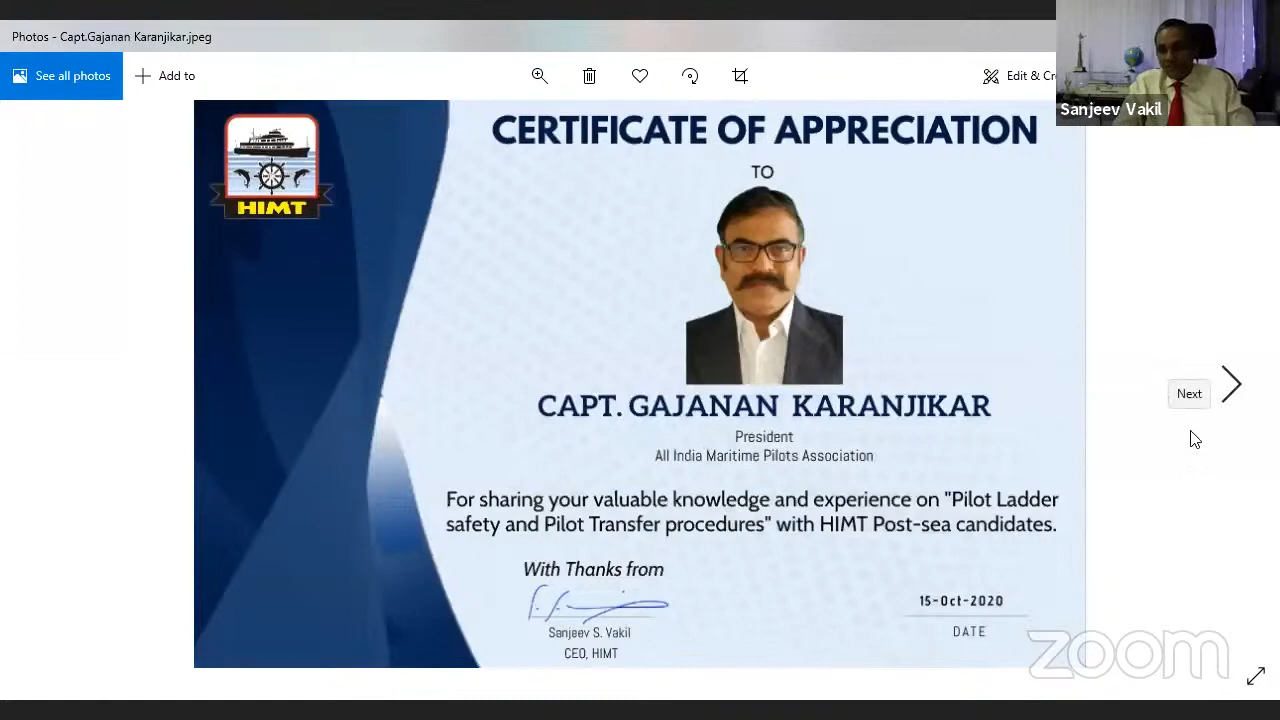 Photos - Capt.Gajanan Karanjikar.jpeg
See all photos
Add to
Edit & Cr
Sanjeev Vakil
HIMT
CERTIFICATE OF APPRECIATION
TO
CAPT. GAJANAN KARANJIKAR
President
All India Maritime Pilots Association
Next
For sharing your valuable knowledge and experience on "Pilot Ladder
safety and Pilot Transfer procedures" with HIMT Post-sea candidates.
With Thanks from
Sanjeev S. Vakil
CEO, HIMT
15-Oct-2020
DATE
zoom